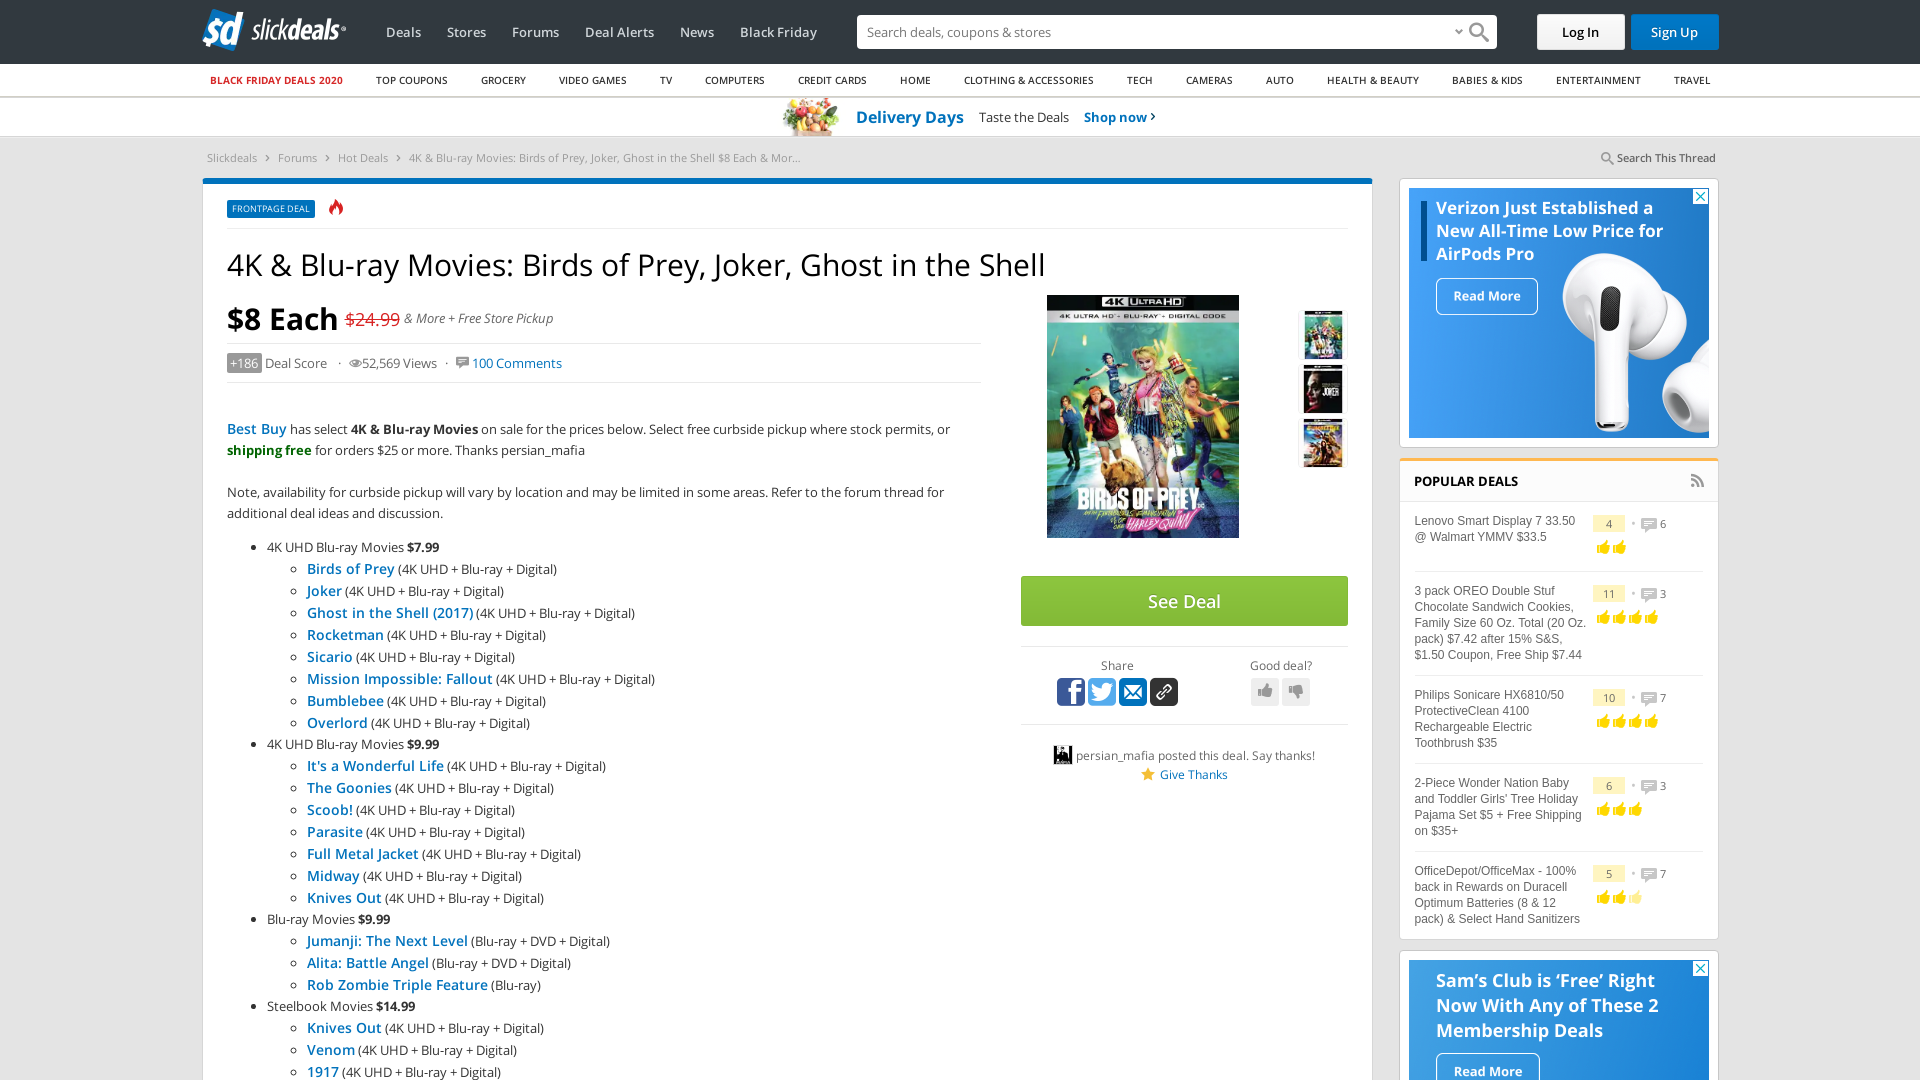 slickdeals
Deals
Stores
Forums
Deal Alerts
News
Black Friday
Search deals, coupons & stores
Log In
Sign Up
BLACK FRIDAY DEALS 2020
TOP COUPONS
GROCERY
VIDEO GAMES
TV
COMPUTERS
CREDIT CARDS
HOME
CLOTHING & ACCESSORIES
TECH
CAMERAS
AUTO
HEALTH & BEAUTY
BABIES & KIDS
ENTERTAINMENT
TRAVEL
Delivery Days Taste the Deals Shop now ›
Slickdeals › Forums › Hot Deals › 4K & Blu-ray Movies: Birds of Prey, Joker, Ghost in the Shell $8 Each & Mor...
Search This Thread
FRONTPAGE DEAL
4K & Blu-ray Movies: Birds of Prey, Joker, Ghost in the Shell
$8 Each $24.99 & More + Free Store Pickup
+186 Deal Score · 52,569 Views · 100 Comments
Best Buy has select 4K & Blu-ray Movies on sale for the prices below. Select free curbside pickup where stock permits, or
shipping free for orders $25 or more. Thanks persian_mafia
Note, availability for curbside pickup will vary by location and may be limited in some areas. Refer to the forum thread for
additional deal ideas and discussion.
4K UHD Blu-ray Movies $7.99
Birds of Prey (4K UHD + Blu-ray + Digital)
Joker (4K UHD + Blu-ray + Digital)
Ghost in the Shell (2017) (4K UHD + Blu-ray + Digital)
Rocketman (4K UHD + Blu-ray + Digital)
Sicario (4K UHD + Blu-ray + Digital)
Mission Impossible: Fallout (4K UHD + Blu-ray + Digital)
Bumblebee (4K UHD + Blu-ray + Digital)
Overlord (4K UHD + Blu-ray + Digital)
4K UHD Blu-ray Movies $9.99
It's a Wonderful Life (4K UHD + Blu-ray + Digital)
The Goonies (4K UHD + Blu-ray + Digital)
Scoob! (4K UHD + Blu-ray + Digital)
Parasite (4K UHD + Blu-ray + Digital)
Full Metal Jacket (4K UHD + Blu-ray + Digital)
Midway (4K UHD + Blu-ray + Digital)
Knives Out (4K UHD + Blu-ray + Digital)
Blu-ray Movies $9.99
Jumanji: The Next Level (Blu-ray + DVD + Digital)
Alita: Battle Angel (Blu-ray + DVD + Digital)
Rob Zombie Triple Feature (Blu-ray)
Steelbook Movies $14.99
Knives Out (4K UHD + Blu-ray + Digital)
Venom (4K UHD + Blu-ray + Digital)
1917 (4K UHD + Blu-ray + Digital)
4K ULTRAHD
4K ULTRA HD + BLU-RAY + DIGITAL CODE
BIRDS OF PREY
HARLEY QUINN
JOKER
See Deal
Share
Good deal?
persian_mafia posted this deal. Say thanks!
Give Thanks
Verizon Just Established a
New All-Time Low Price for
AirPods Pro
Read More
POPULAR DEALS
Lenovo Smart Display 7 33.50
@ Walmart YMMV $33.5
4 • 6
3 pack OREO Double Stuf
Chocolate Sandwich Cookies,
Family Size 60 Oz. Total (20 Oz.
pack) $7.42 after 15% S&S,
$1.50 Coupon, Free Ship $7.44
11 • 3
Philips Sonicare HX6810/50
ProtectiveClean 4100
Rechargeable Electric
Toothbrush $35
10 • 7
2-Piece Wonder Nation Baby
and Toddler Girls' Tree Holiday
Pajama Set $5 + Free Shipping
on $35+
6 • 3
OfficeDepot/OfficeMax - 100%
back in Rewards on Duracell
Optimum Batteries (8 & 12
pack) & Select Hand Sanitizers
5 • 7
Sam's Club is 'Free' Right
Now With Any of These 2
Membership Deals
Read More